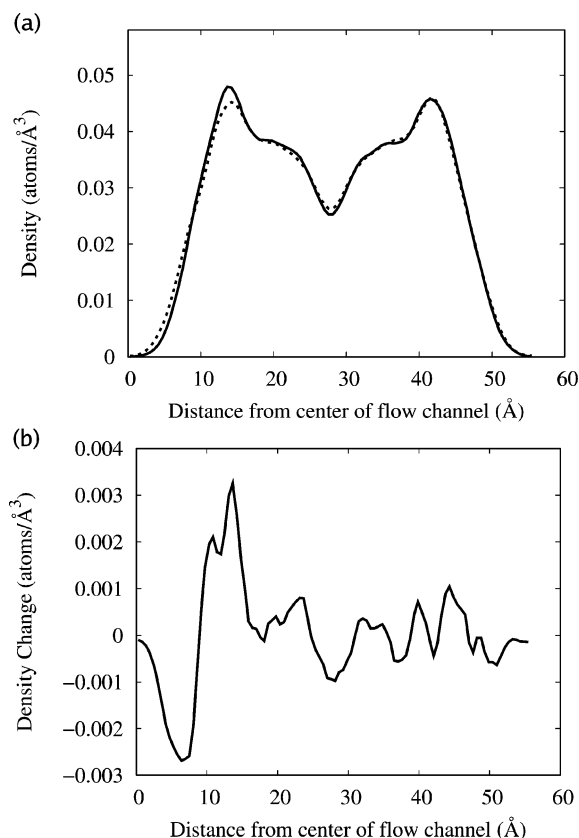 (a)
0.05
0.04
0.03
0.02
0.01
0
Density (atoms/Å³)
0 10 20 30 40 50 60
Distance from center of flow channel (Å)
(b)
0.004
0.003
0.002
0.001
0
−0.001
−0.002
−0.003
Density Change (atoms/Å³)
0 10 20 30 40 50 60
Distance from center of flow channel (Å)